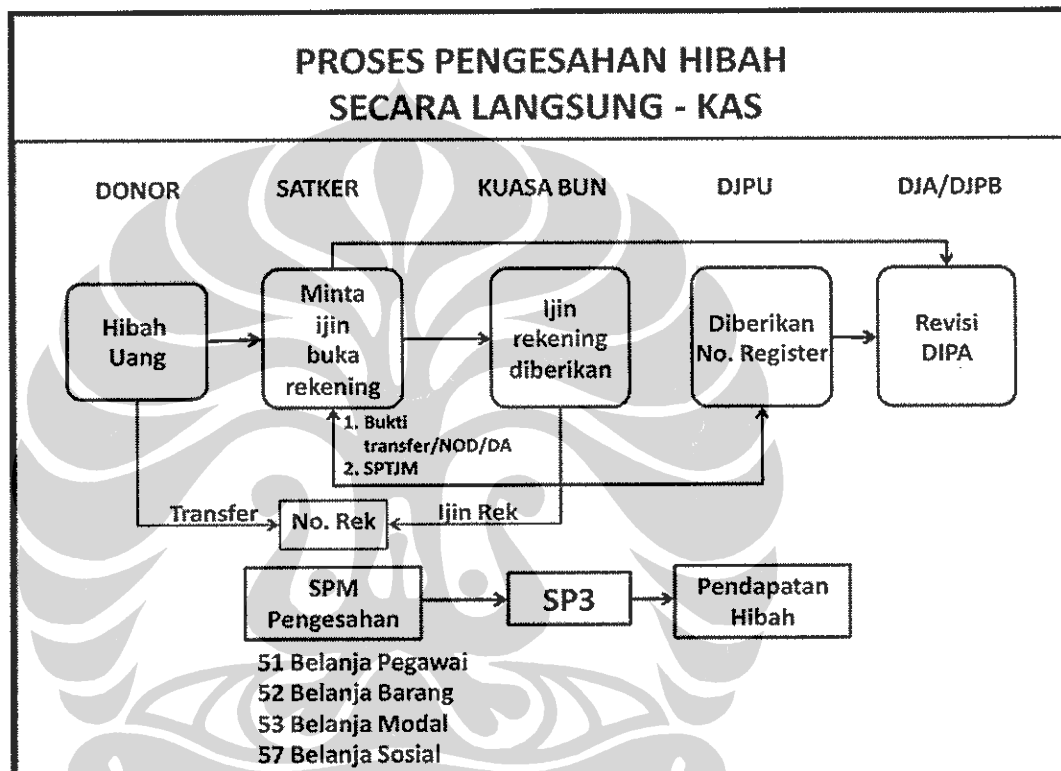 PROSES PENGESAHAN HIBAH
SECARA LANGSUNG - KAS
DONOR
SATKER
KUASA BUN
DJPU
DJA/DJPB
Hibah
Uang
Minta
ijin
buka
rekening
Ijin
rekening
diberikan
Diberikan
No. Register
Revisi
DIPA
1. Bukti
transfer/NOD/DA
2. SPTJM
Transfer
No. Rek
Ijin Rek
SPM
Pengesahan
SP3
Pendapatan
Hibah
51 Belanja Pegawai
52 Belanja Barang
53 Belanja Modal
57 Belanja Sosial